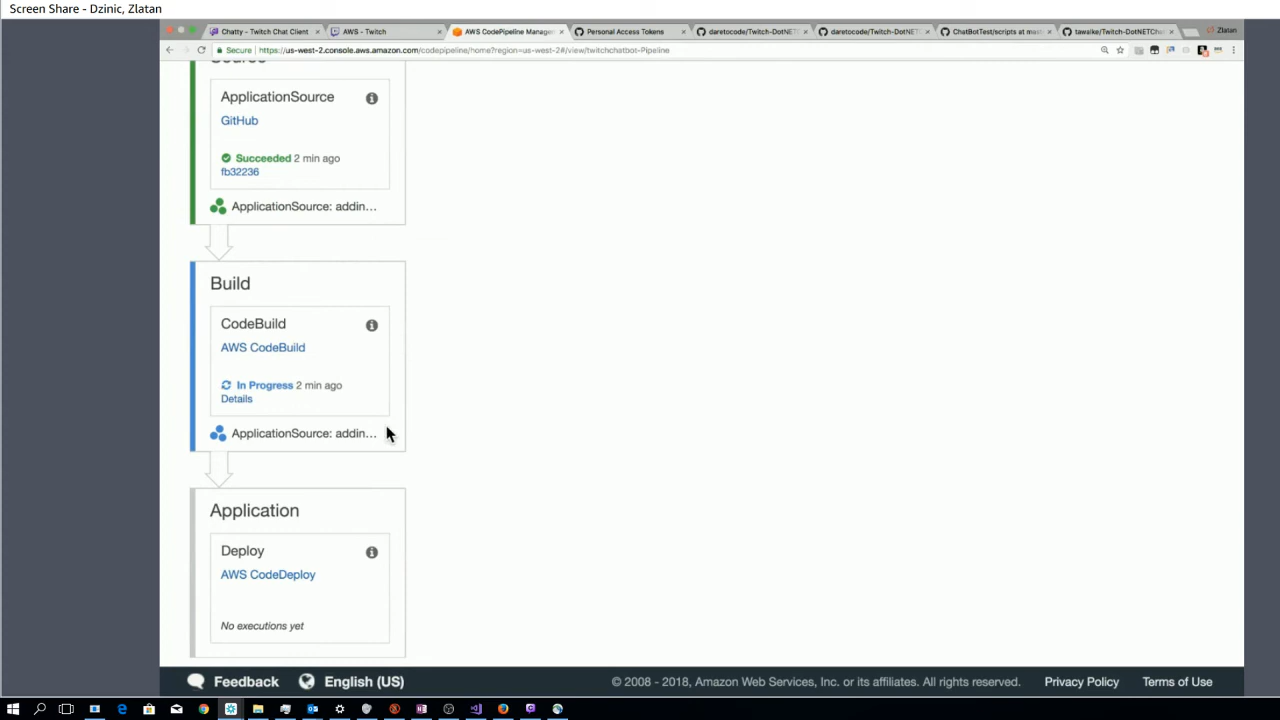 Screen Share - Dzinic, Zlatan
Chatty - Twitch Chat Client
AWS - Twitch
AWS CodePipeline Manage
Personal Access Tokens
daretocode/Twitch-DotNETC
daretocode/Twitch-DotNET
ChatBotTest/scripts at mas
tawalke/Twitch-DotNETChat
Zlatan
Secure
https://us-west-2.console.aws.amazon.com/codepipeline/home?region=us-west-2#/view/twitchchatbot-Pipeline
Source
ApplicationSource
GitHub
Succeeded 2 min ago
fb32236
ApplicationSource: addin...
Build
CodeBuild
AWS CodeBuild
In Progress 2 min ago
Details
ApplicationSource: addin...
Application
Deploy
AWS CodeDeploy
No executions yet
Feedback
English (US)
© 2008 - 2018, Amazon Web Services, Inc. or its affiliates. All rights reserved.
Privacy Policy
Terms of Use